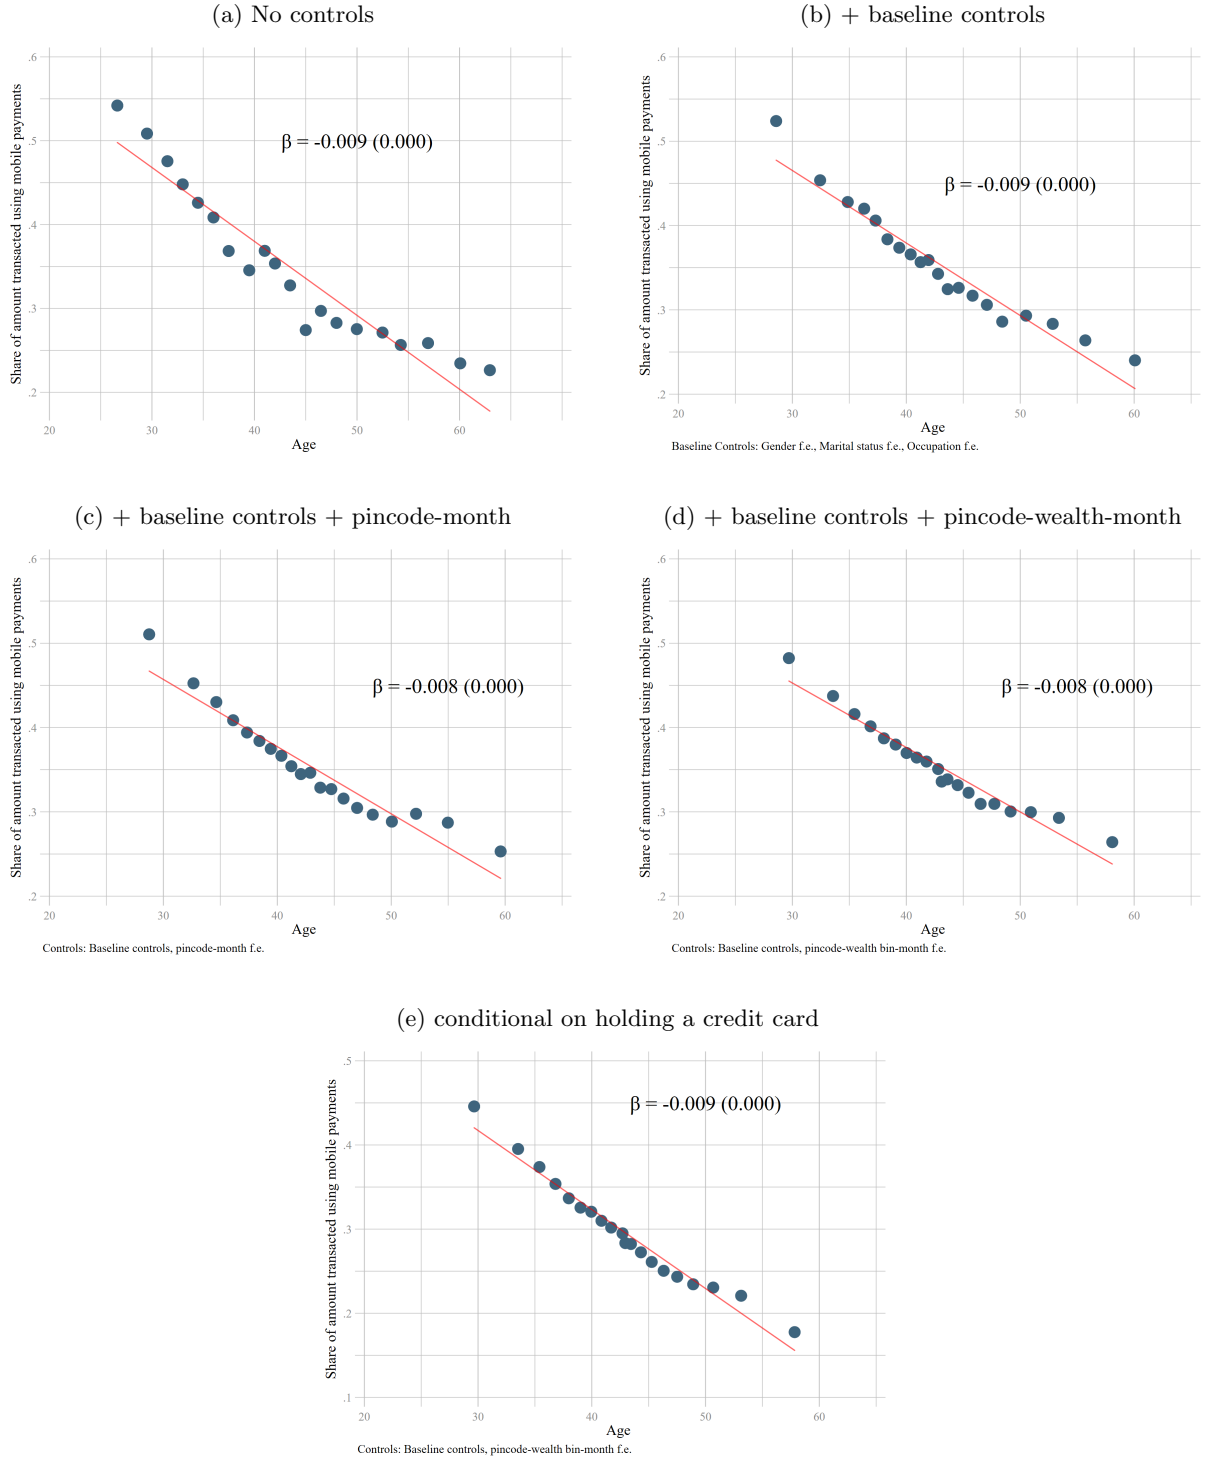 (a) No controls
.6
.5
.4
.3
.2
Share of amount transacted using mobile payments
β = -0.009 (0.000)
20 30 40 50 60
Age
(b) + baseline controls
.6
.5
.4
.3
.2
Share of amount transacted using mobile payments
β = -0.009 (0.000)
20 30 40 50 60
Age
Baseline Controls: Gender f.e., Marital status f.e., Occupation f.e.
(c) + baseline controls + pincode-month
.6
.5
.4
.3
.2
Share of amount transacted using mobile payments
β = -0.008 (0.000)
20 30 40 50 60
Age
Controls: Baseline controls, pincode-month f.e.
(d) + baseline controls + pincode-wealth-month
.6
.5
.4
.3
.2
Share of amount transacted using mobile payments
β = -0.008 (0.000)
20 30 40 50 60
Age
Controls: Baseline controls, pincode-wealth bin-month f.e.
(e) conditional on holding a credit card
.5
.4
.3
.2
.1
Share of amount transacted using mobile payments
β = -0.009 (0.000)
20 30 40 50 60
Age
Controls: Baseline controls, pincode-wealth bin-month f.e.